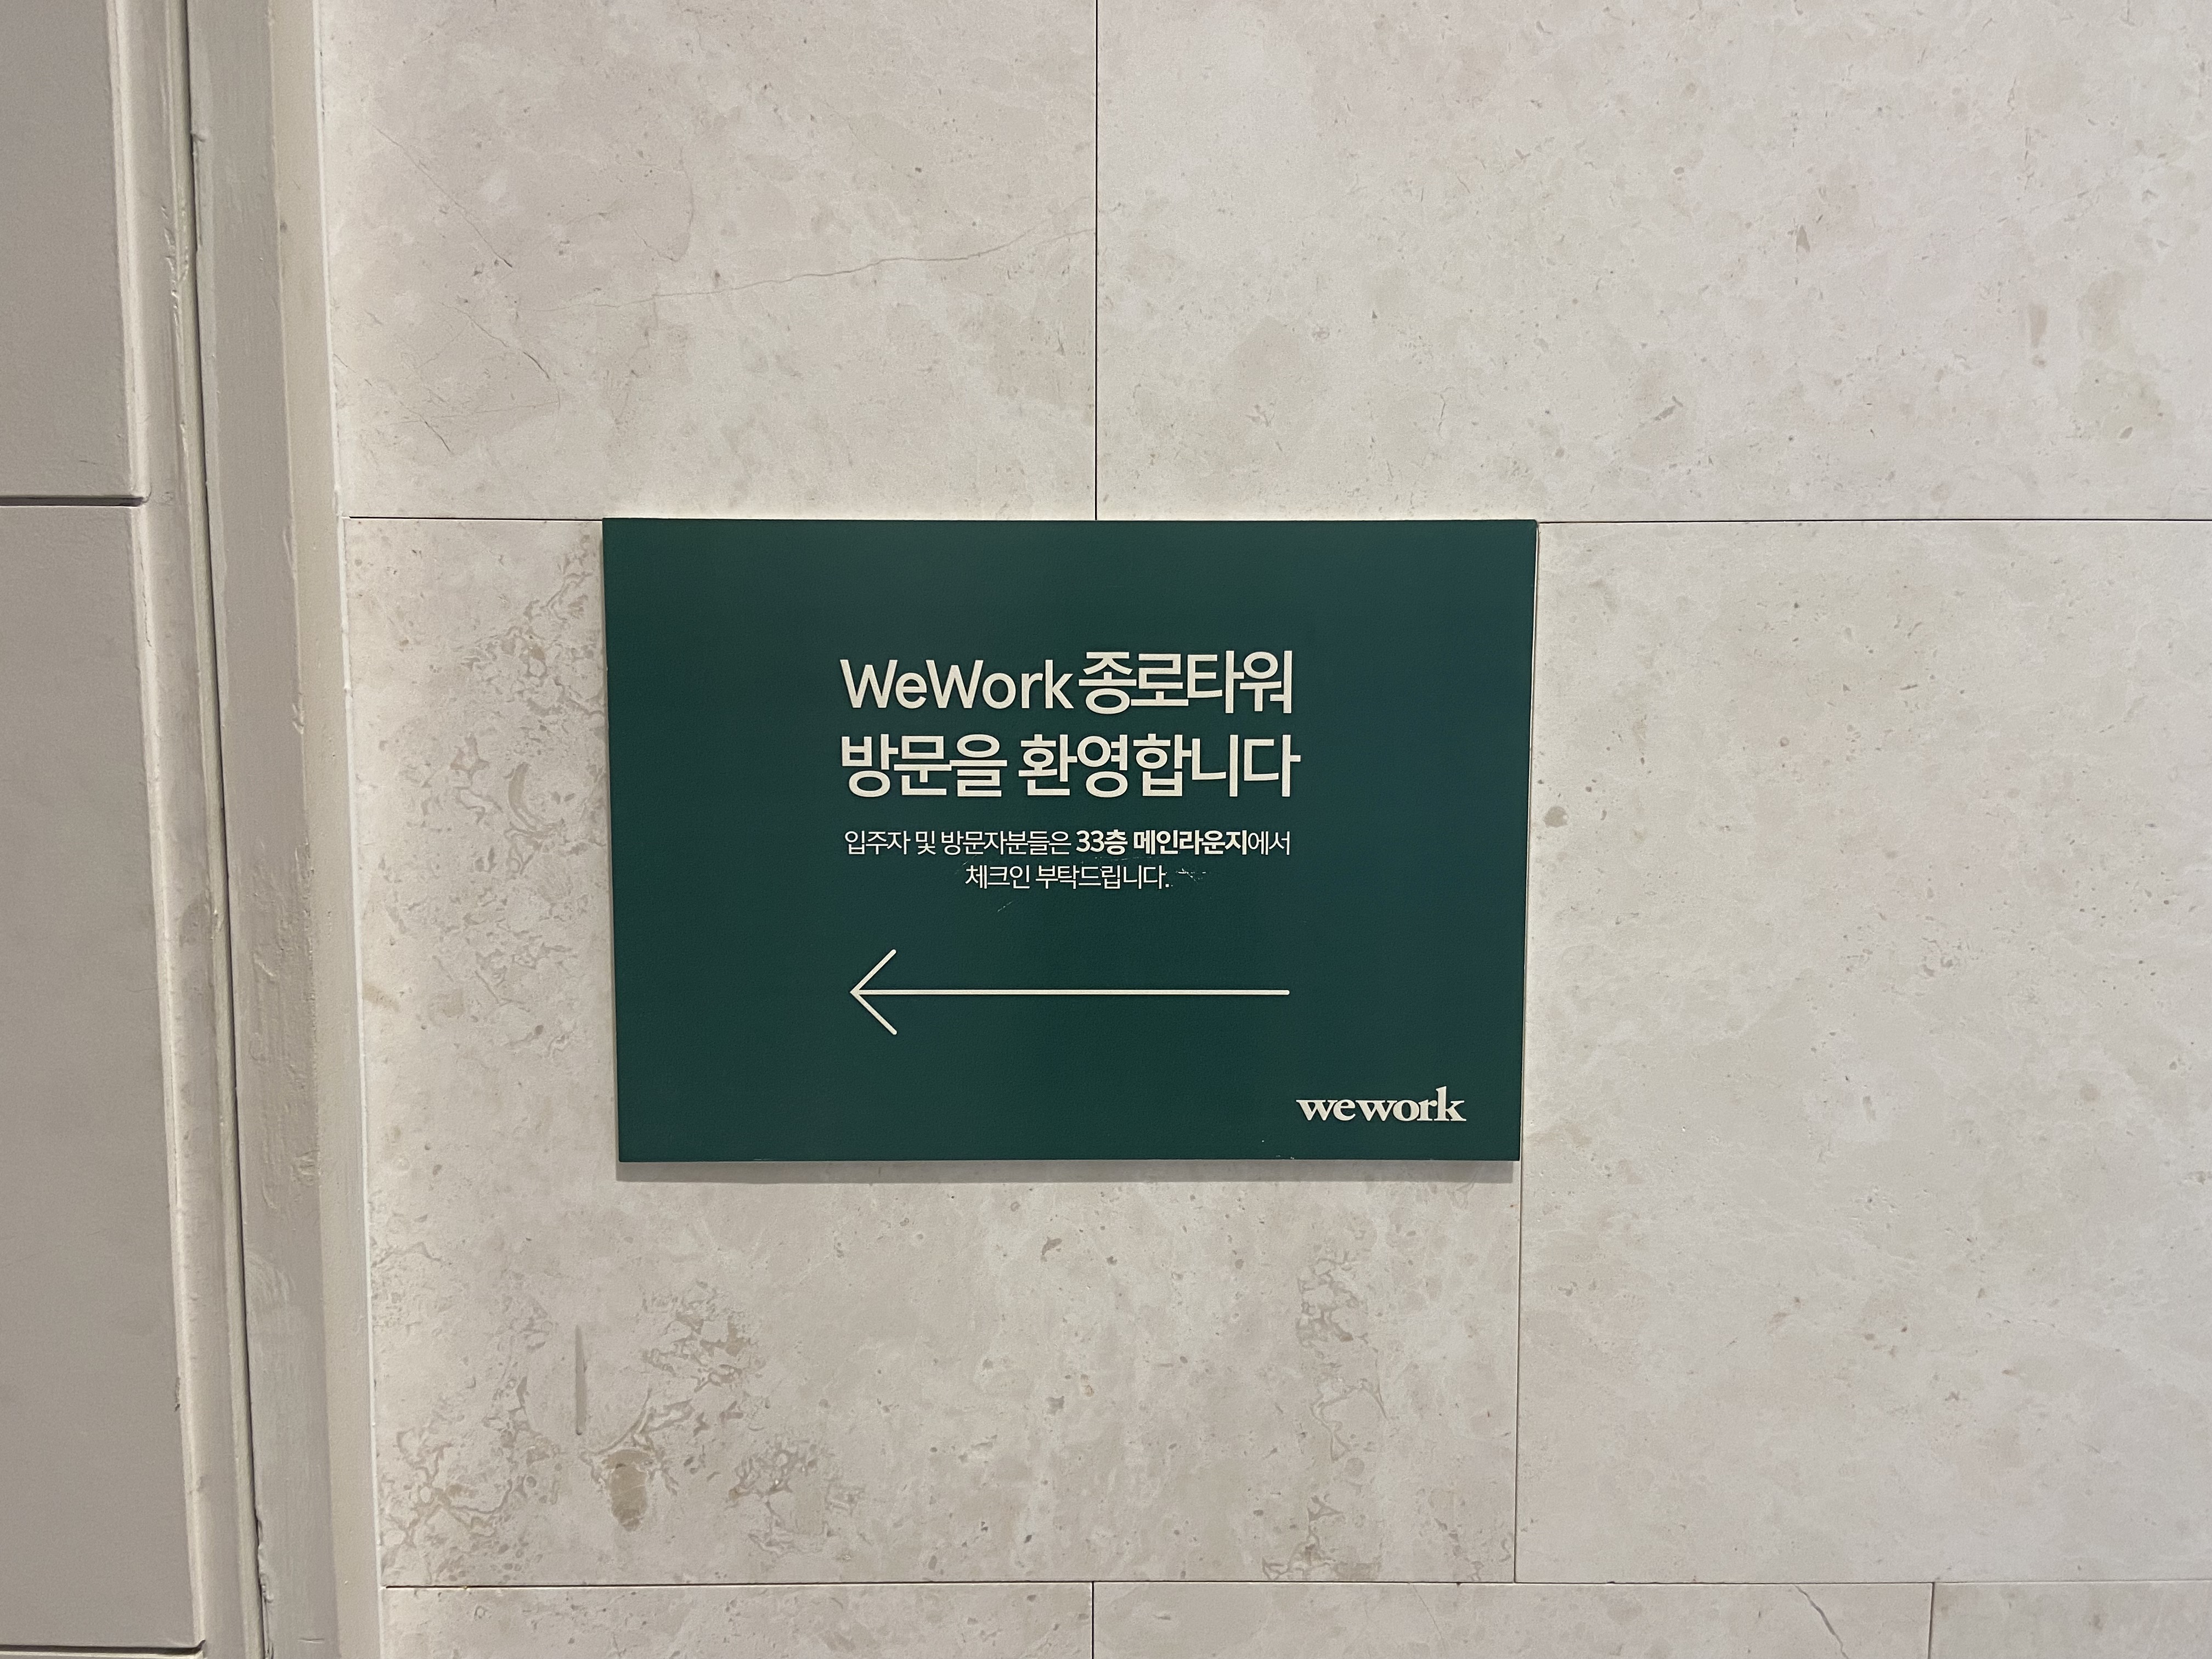 WeWork 종로타워
방문을 환영합니다
입주자 및 방문자분들은 33층 메인라운지에서
체크인 부탁드립니다.
wework